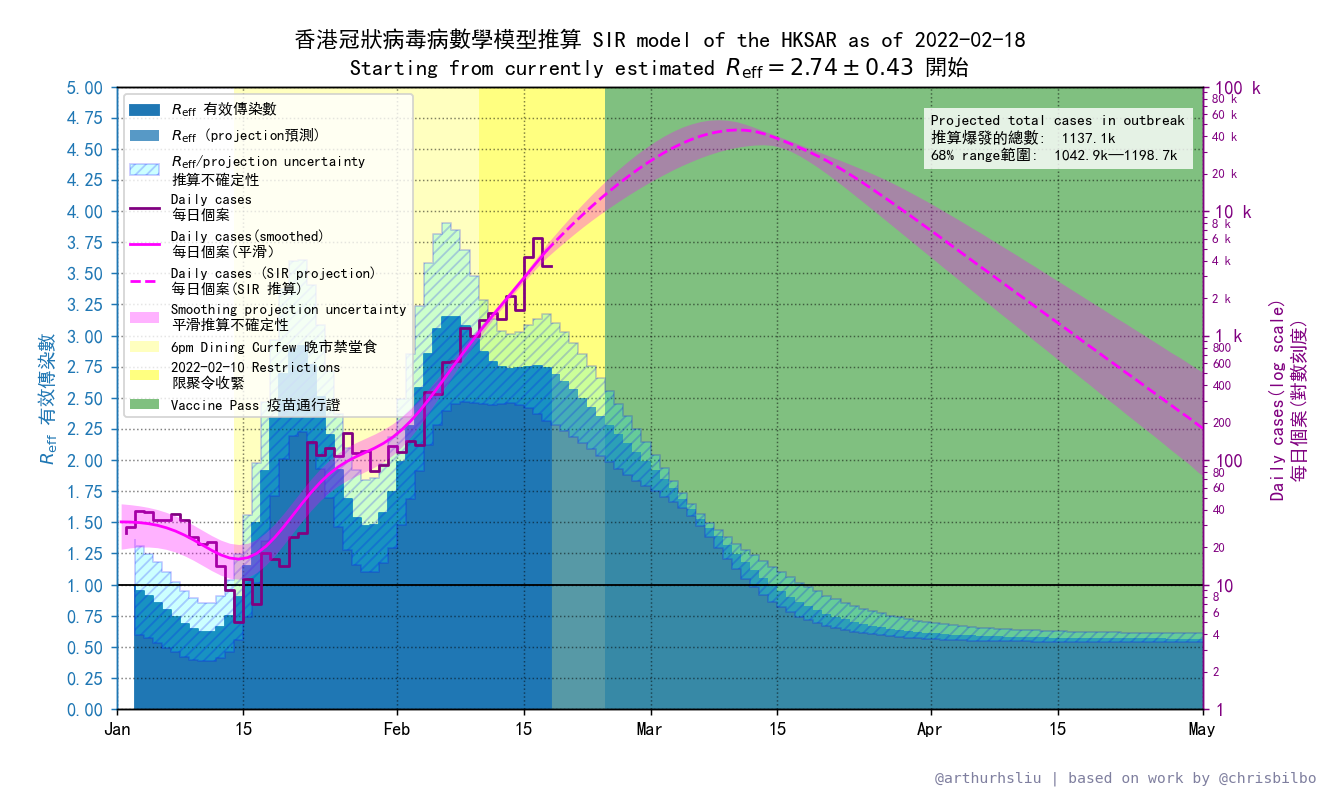 香港冠狀病毒病數學模型推算 SIR model of the HKSAR as of 2022-02-18
Starting from currently estimated Reff = 2.74 ± 0.43 開始
Reff 有效傳染數
Reff (projection預測)
Reff/projection uncertainty
推算不確定性
Daily cases
每日個案
Daily cases(smoothed)
每日個案(平滑)
Daily cases (SIR projection)
每日個案(SIR 推算)
Smoothing projection uncertainty
平滑推算不確定性
6pm Dining Curfew 晚市禁堂食
2022-02-10 Restrictions
限聚令收緊
Vaccine Pass 疫苗通行證
Projected total cases in outbreak
推算爆發的總數: 1137.1k
68% range範圍: 1042.9k—1198.7k
Reff 有效傳染數
5.00
4.75
4.50
4.25
4.00
3.75
3.50
3.25
3.00
2.75
2.50
2.25
2.00
1.75
1.50
1.25
1.00
0.75
0.50
0.25
0.00
100 k
80 k
60 k
40 k
20 k
10 k
8 k
6 k
4 k
2 k
1 k
800
600
400
200
100
80
60
40
20
10
8
6
4
2
1
Daily cases(log scale)
每日個案(對數刻度)
Jan
15
Feb
15
Mar
15
Apr
15
May
@arthurhsliu | based on work by @chrisbilbo